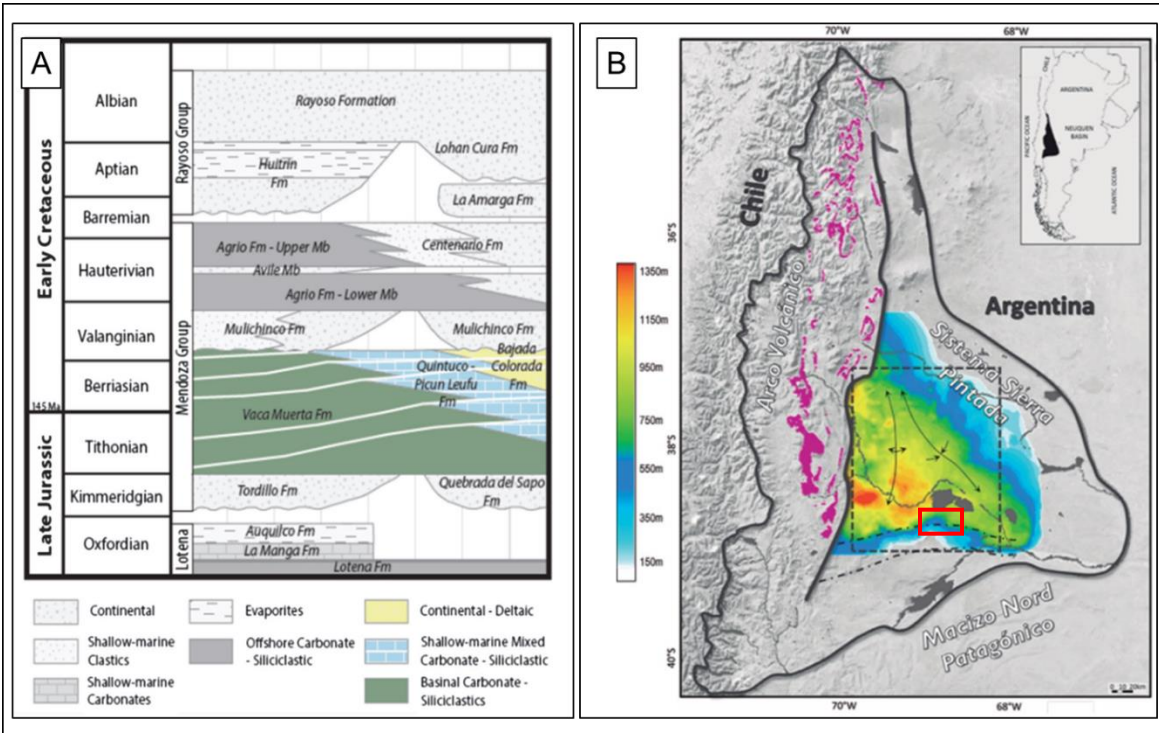 A
Early Cretaceous
Late Jurassic
145 Ma
Albian
Aptian
Barremian
Hauterivian
Valanginian
Berriasian
Tithonian
Kimmeridgian
Oxfordian
Rayoso Group
Mendoza Group
Lotena
Rayoso Formation
Huitrín
Fm
Lohan Cura Fm
La Amarga Fm
Agrio Fm - Upper Mb
Centenario Fm
Avile Mb
Agrio Fm - Lower Mb
Mulichinco Fm
Mulichinco Fm
Bajada
Colorada
Fm
Quintuco -
Picun Leufu
Fm
Vaca Muerta Fm
Tordillo Fm
Quebrada del Sapo
Fm
Auquilco Fm
La Manga Fm
Lotena Fm
Continental
Evaporites
Continental - Deltaic
Shallow-marine
Clastics
Offshore Carbonate
- Siliciclastic
Shallow-marine Mixed
Carbonate - Siliciclastic
Shallow-marine
Carbonates
Basinal Carbonate -
Siliciclastics
B
70°W
68°W
36°S
38°S
40°S
1350m
1150m
950m
750m
550m
350m
150m
Chile
Arco Volcánico
Argentina
Sistema Sierra
Pintada
Macizo Nord
Patagónico
CHILE
ARGENTINA
NEUQUEN
BASIN
PACIFIC OCEAN
ATLANTIC OCEAN
0 10 20km
70°W
68°W